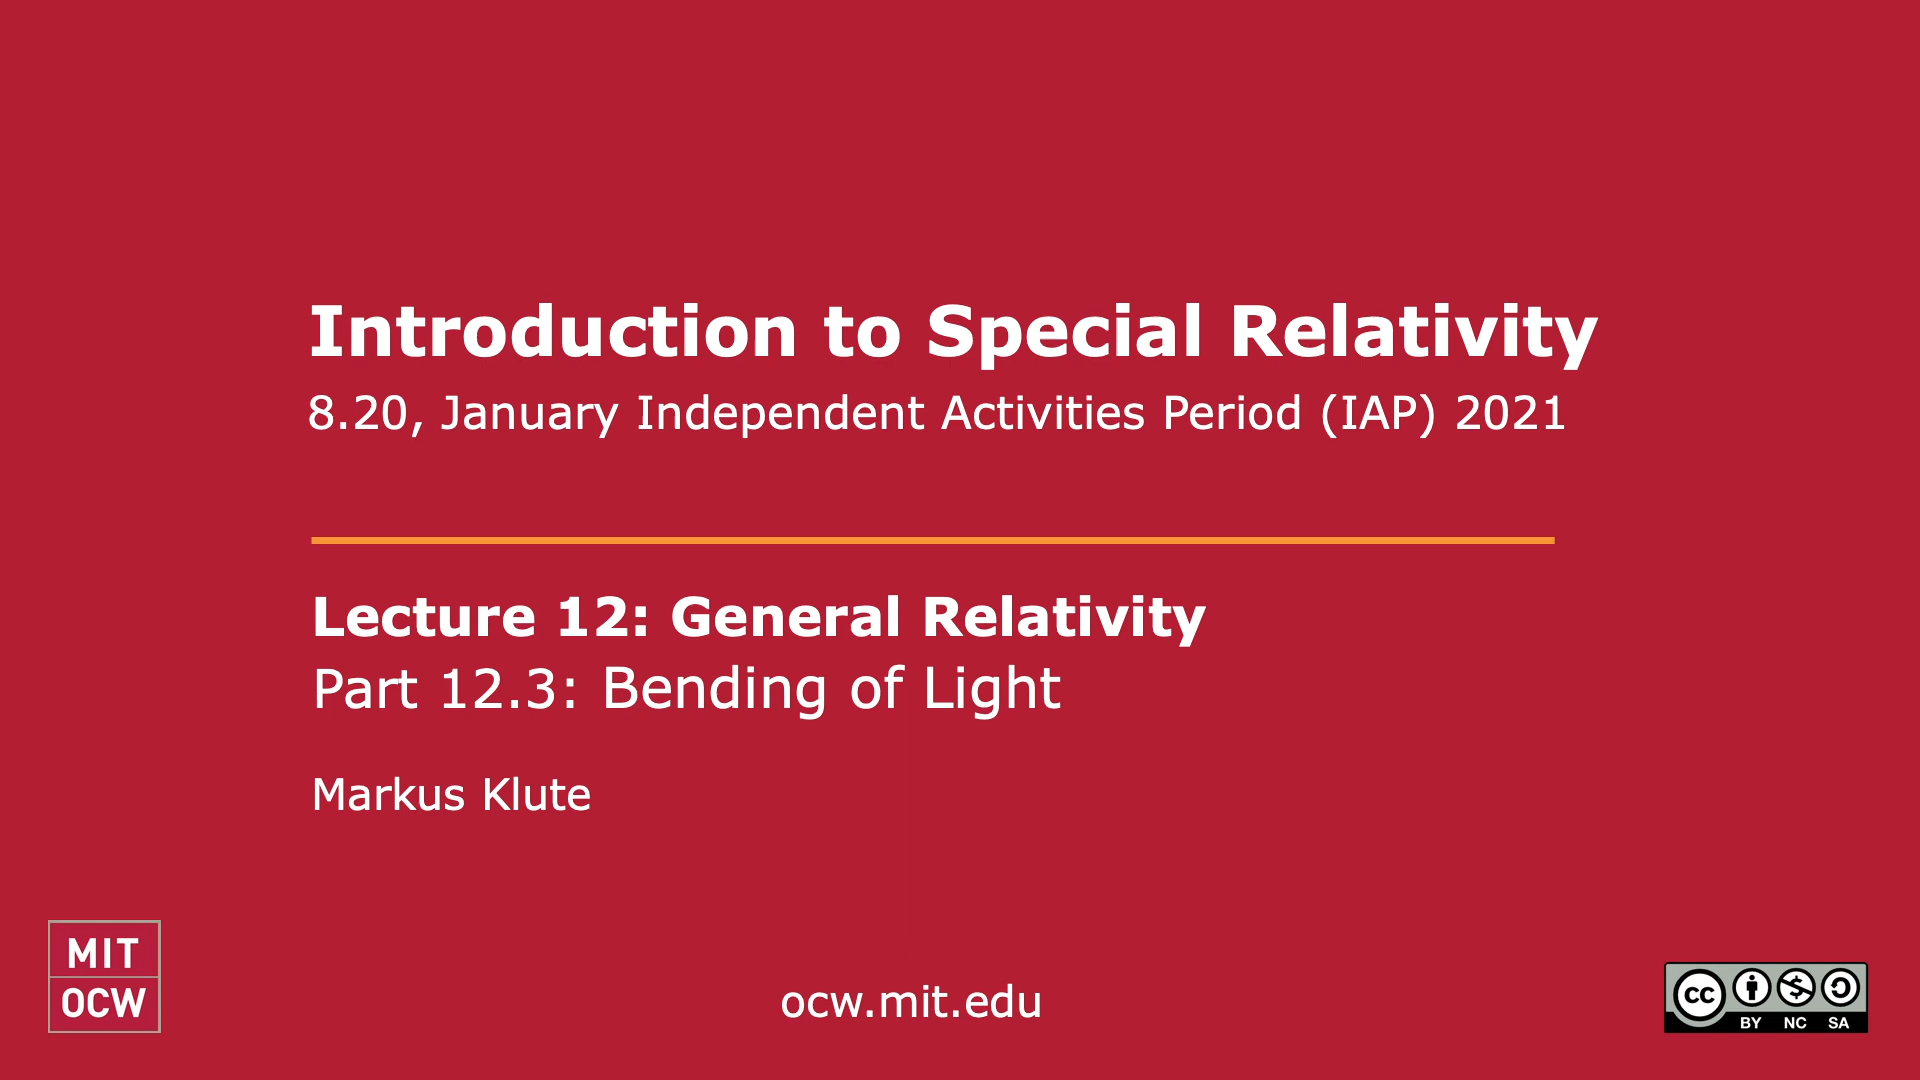 Introduction to Special Relativity
8.20, January Independent Activities Period (IAP) 2021
Lecture 12: General Relativity
Part 12.3: Bending of Light
Markus Klute
MIT
OCW
ocw.mit.edu
cc
BY NC SA